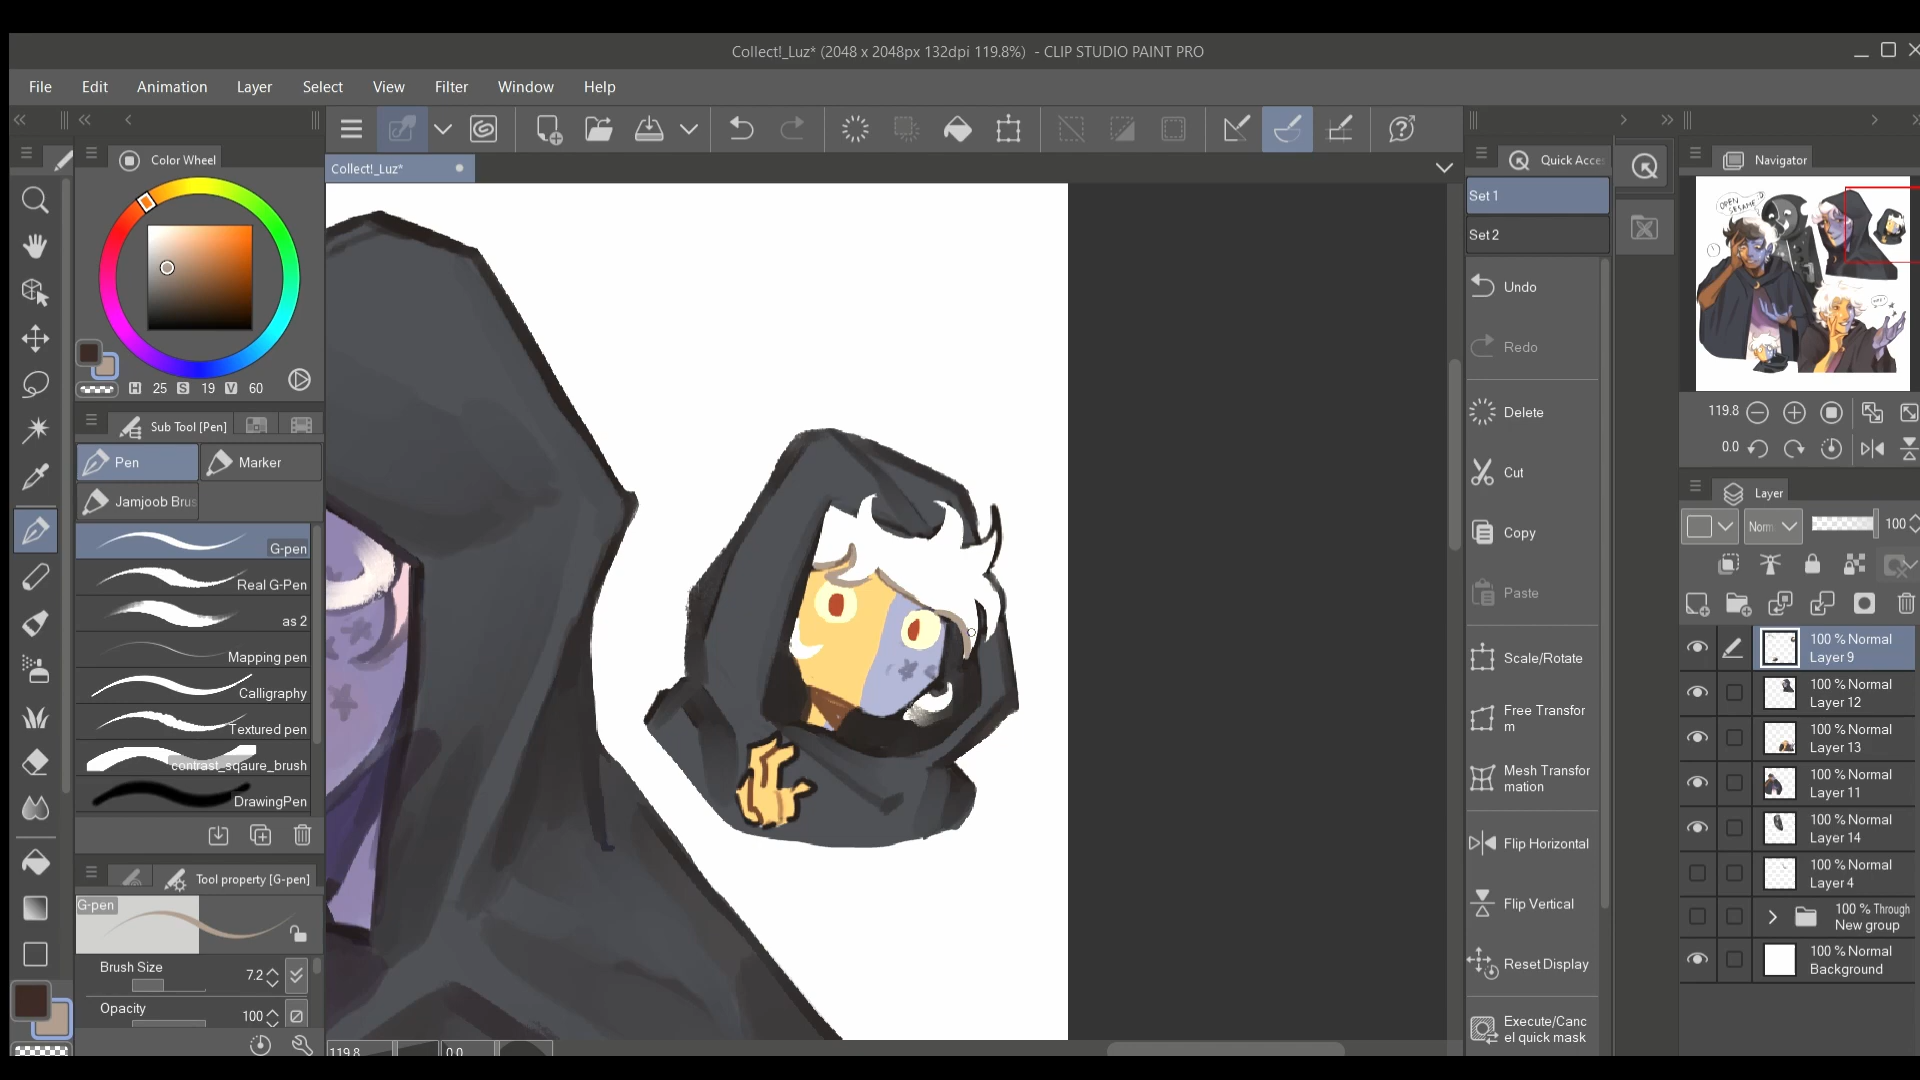 Collect!_Luz* (2048 x 2048px 132dpi 119.8%) - CLIP STUDIO PAINT PRO
File Edit Animation Layer Select View Filter Window Help
Color Wheel
H 25 S 19 V 60
Sub Tool [Pen]
Pen
Marker
Jamjoob Brus
G-pen
Real G-Pen
as 2
Mapping pen
Calligraphy
Textured pen
contrast_sqaure_brush
DrawingPen
Tool property [G-pen]
G-pen
Brush Size 7.2
Opacity 100
Collect!_Luz*
119.8 0.0
Quick Acce
Set 1
Set 2
Undo
Redo
Delete
Cut
Copy
Paste
Scale/Rotate
Free Transfor
m
Mesh Transfor
mation
Flip Horizontal
Flip Vertical
Reset Display
Execute/Canc
el quick mask
Navigator
OPEN
SESAME
119.8
0.0
Layer
Norm 100
100 % Normal
Layer 9
100 % Normal
Layer 12
100 % Normal
Layer 13
100 % Normal
Layer 11
100 % Normal
Layer 14
100 % Normal
Layer 4
100 % Through
New group
100 % Normal
Background